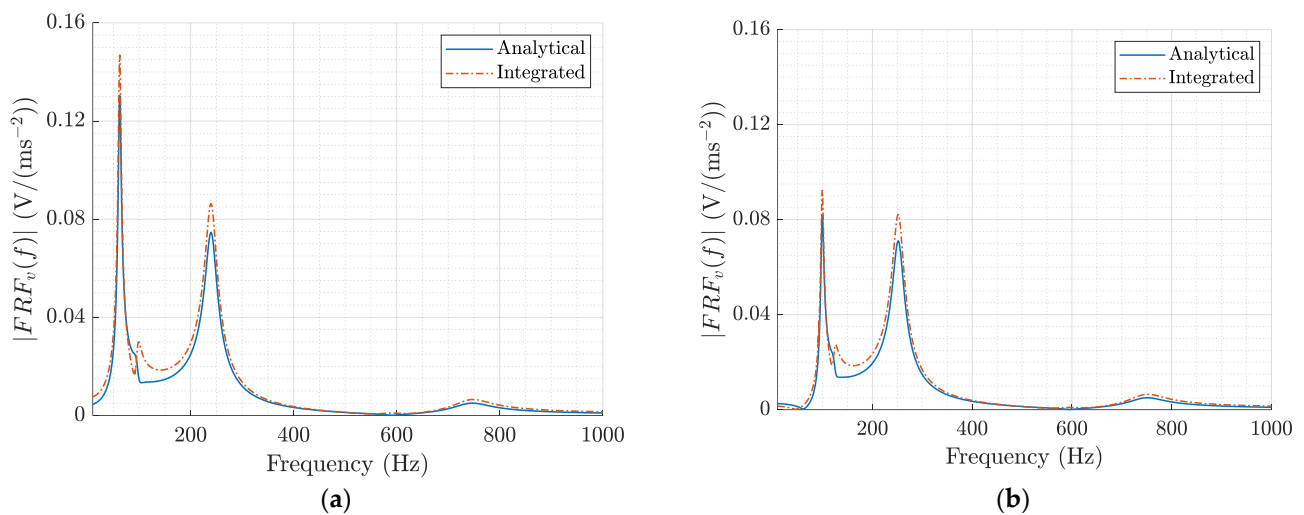 0.16
0.12
0.08
0.04
0
|FRF_v(f)| (V/(ms⁻²))
Analytical
Integrated
200
400
600
800
1000
Frequency (Hz)
(a)
0.16
0.12
0.08
0.04
0
|FRF_v(f)| (V/(ms⁻²))
Analytical
Integrated
200
400
600
800
1000
Frequency (Hz)
(b)